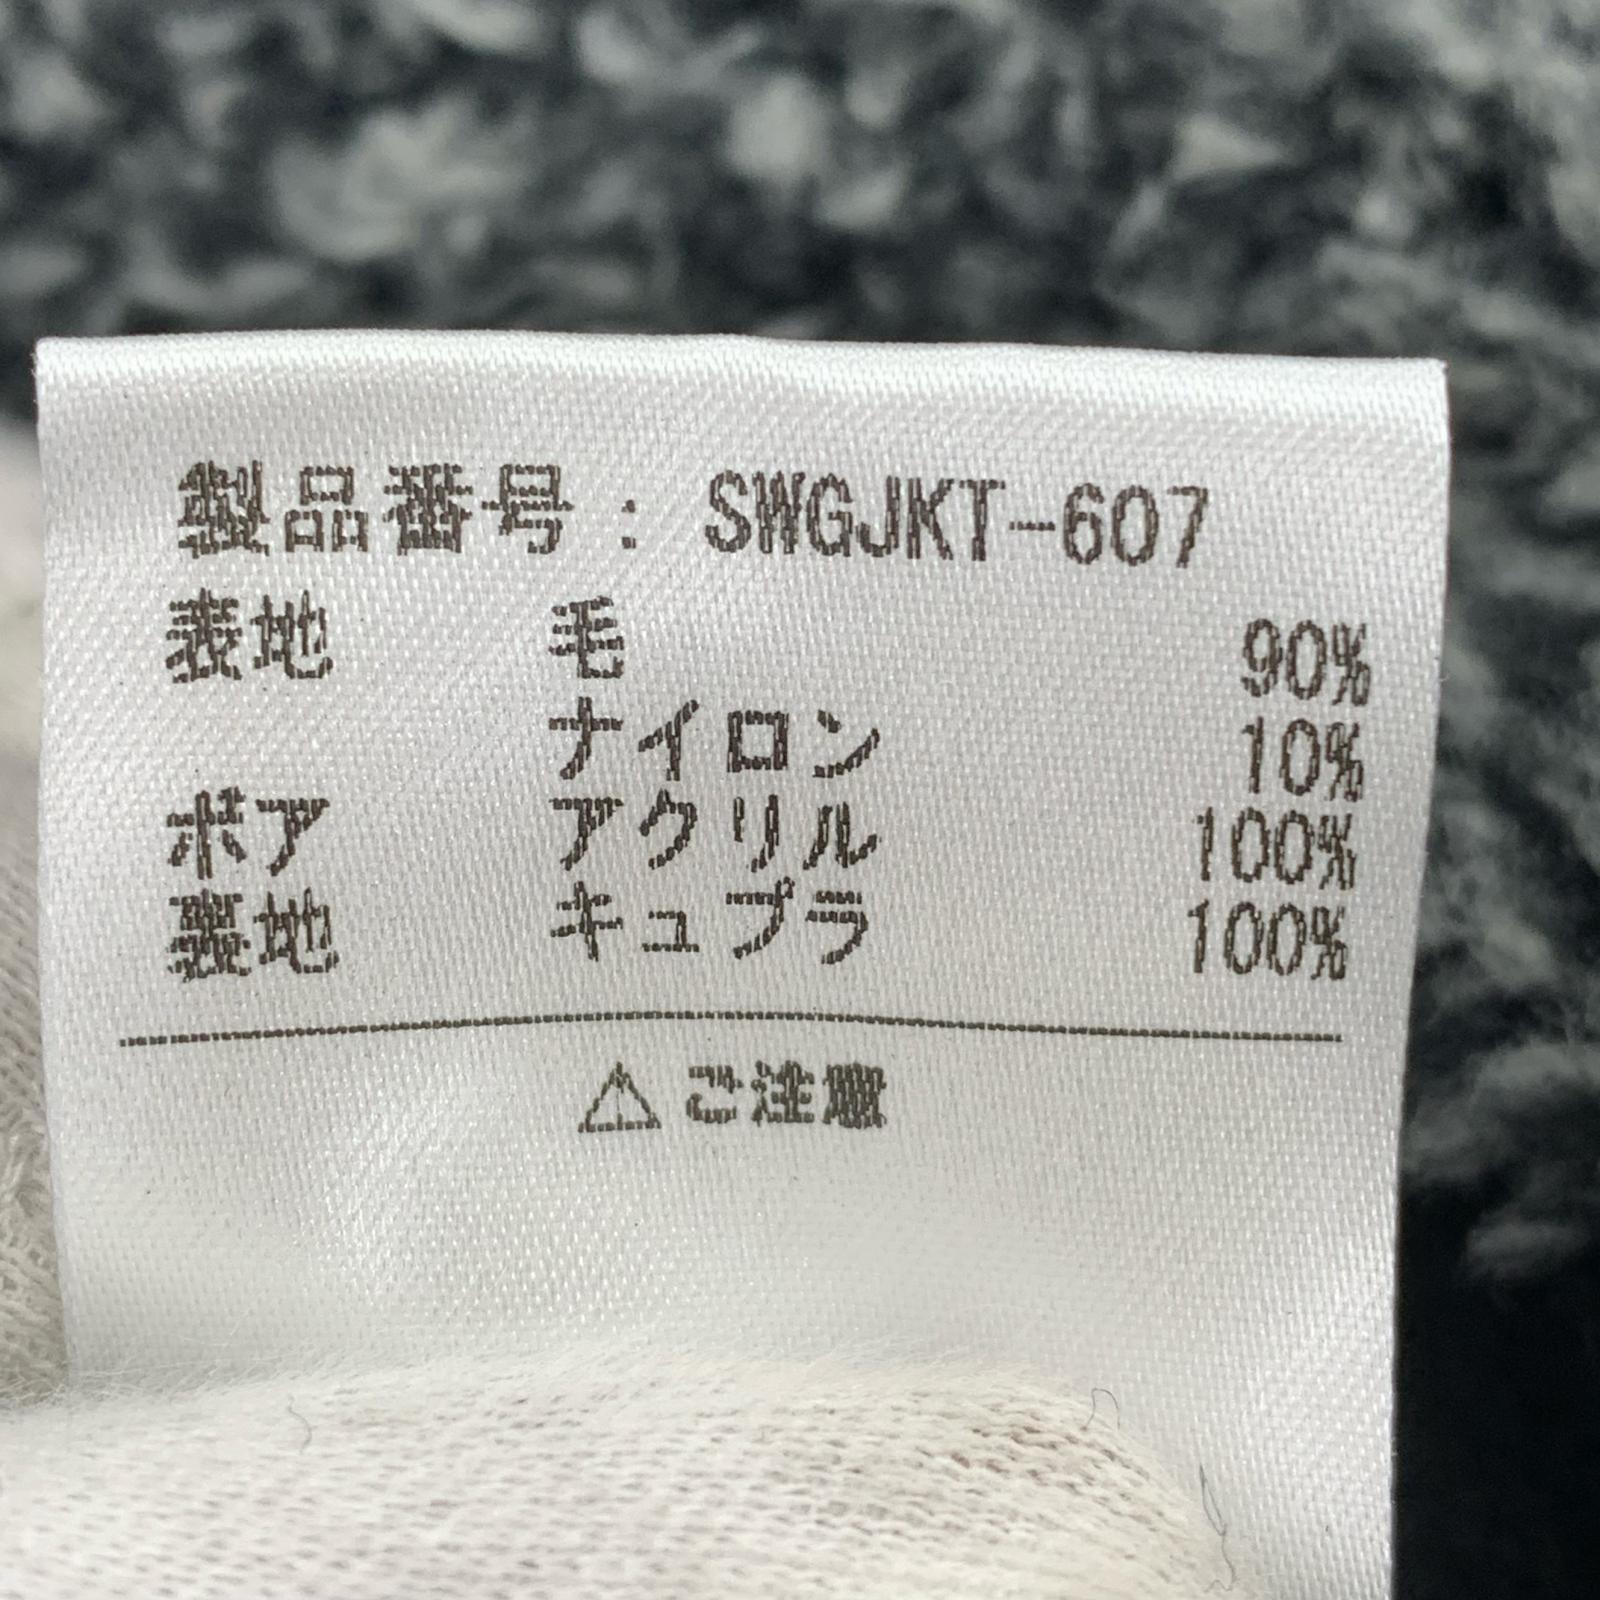 製品番号：SWGJKT-607
表地 毛 90%
ナイロン 10%
ボア アクリル 100%
裏地 キュプラ 100%
⚠ご注意